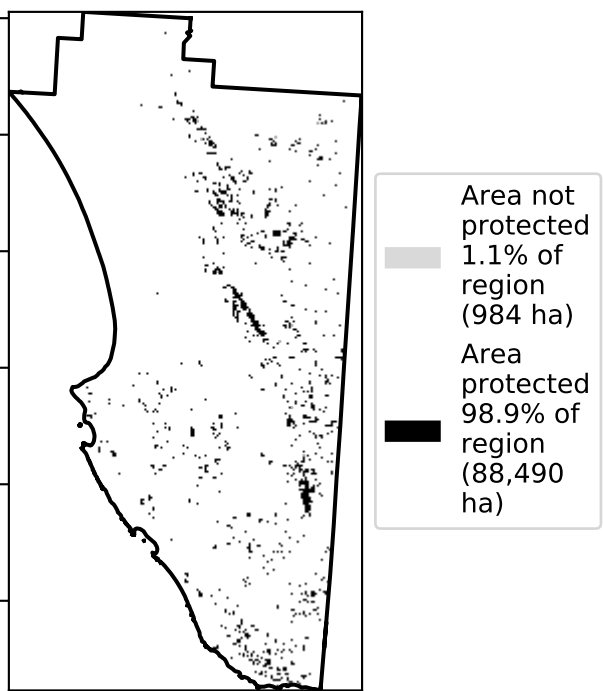 Area not
protected
1.1% of
region
(984 ha)
Area
protected
98.9% of
region
(88,490
ha)